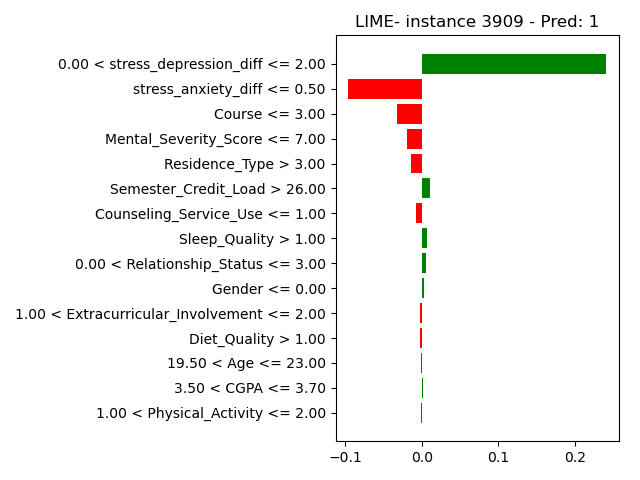 LIME- instance 3909 - Pred: 1
0.00 < stress_depression_diff <= 2.00
stress_anxiety_diff <= 0.50
Course <= 3.00
Mental_Severity_Score <= 7.00
Residence_Type > 3.00
Semester_Credit_Load > 26.00
Counseling_Service_Use <= 1.00
Sleep_Quality > 1.00
0.00 < Relationship_Status <= 3.00
Gender <= 0.00
1.00 < Extracurricular_Involvement <= 2.00
Diet_Quality > 1.00
19.50 < Age <= 23.00
3.50 < CGPA <= 3.70
1.00 < Physical_Activity <= 2.00
−0.1 0.0 0.1 0.2